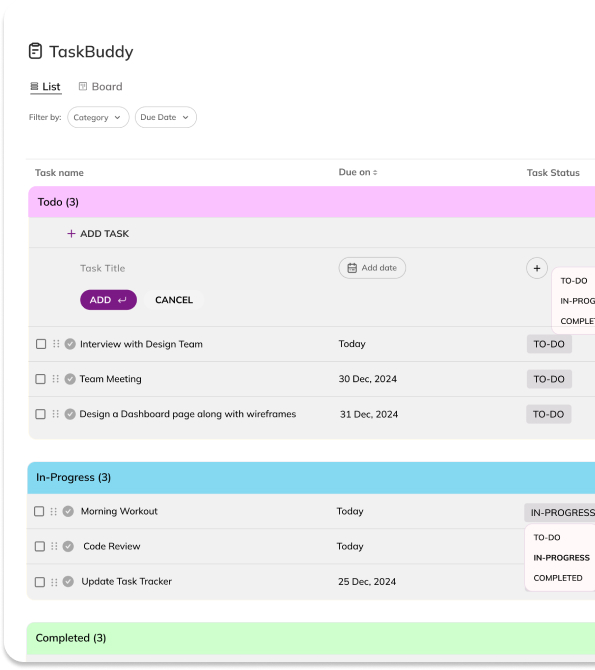 TaskBuddy
List Board
Filter by: Category Due Date
Task name Due on Task Status
Todo (3)
+ ADD TASK
Task Title Add date +
TO-DO
ADD CANCEL
IN-PROG
COMPLET
Interview with Design Team Today TO-DO
Team Meeting 30 Dec, 2024 TO-DO
Design a Dashboard page along with wireframes 31 Dec, 2024 TO-DO
In-Progress (3)
Morning Workout Today IN-PROGRESS
TO-DO
Code Review Today
IN-PROGRESS
COMPLETED
Update Task Tracker 25 Dec, 2024
Completed (3)